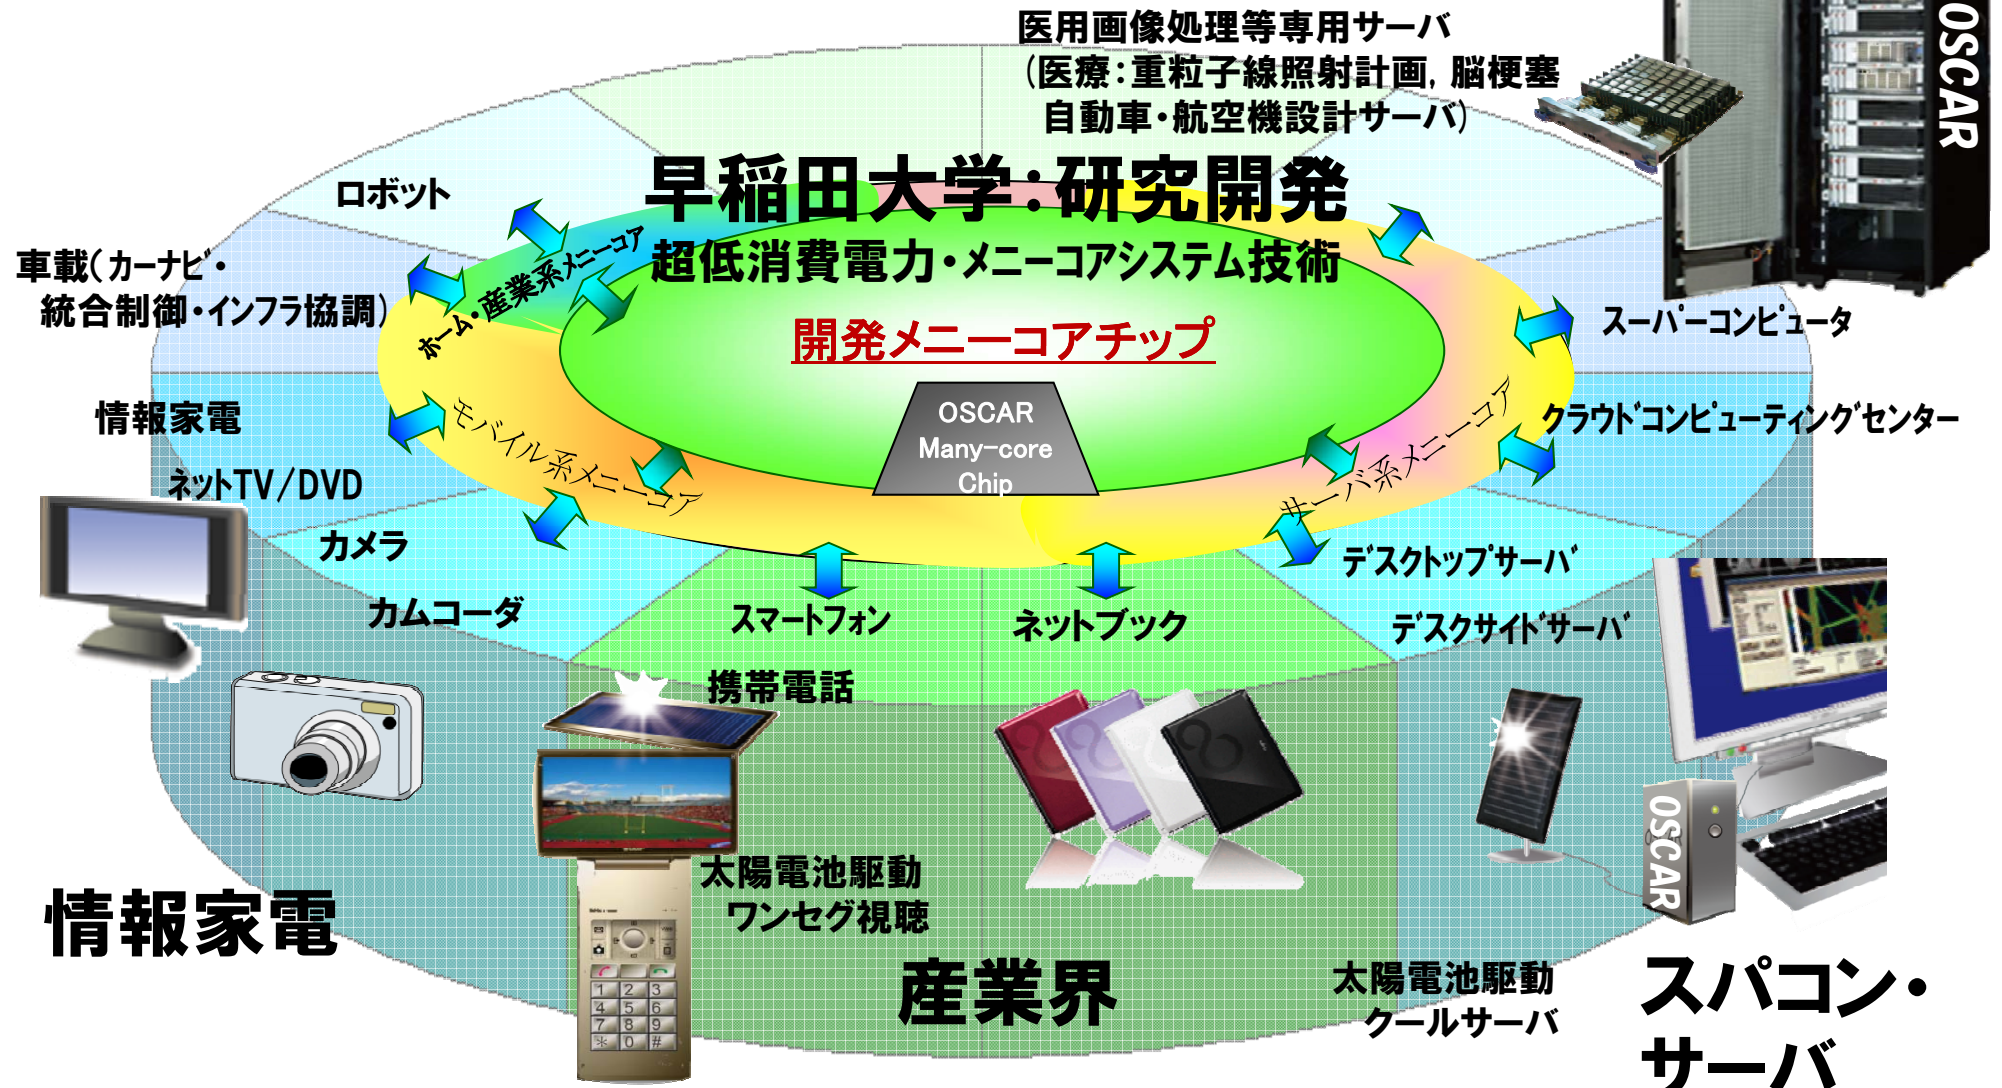 医用画像処理等専用サーバ
（医療：重粒子線照射計画, 脳梗塞
自動車・航空機設計サーバ）
OSCAR
早稲田大学：研究開発
超低消費電力・メニーコアシステム技術
開発メニーコアチップ
OSCAR
Many-core
Chip
ロボット
車載（カーナビ・
統合制御・インフラ協調）
ホーム・産業系メニーコア
モバイル系メニーコア
サーバ系メニーコア
スーパーコンピュータ
クラウドコンピューティングセンター
情報家電
ネットTV/DVD
カメラ
カムコーダ
スマートフォン
携帯電話
ネットブック
デスクトップサーバ
デスクサイドサーバ
太陽電池駆動
ワンセグ視聴
1 2 3
4 5 6
7 8 9
* 0 #
OSCAR
情報家電
産業界
太陽電池駆動
クールサーバ
スパコン・
サーバ